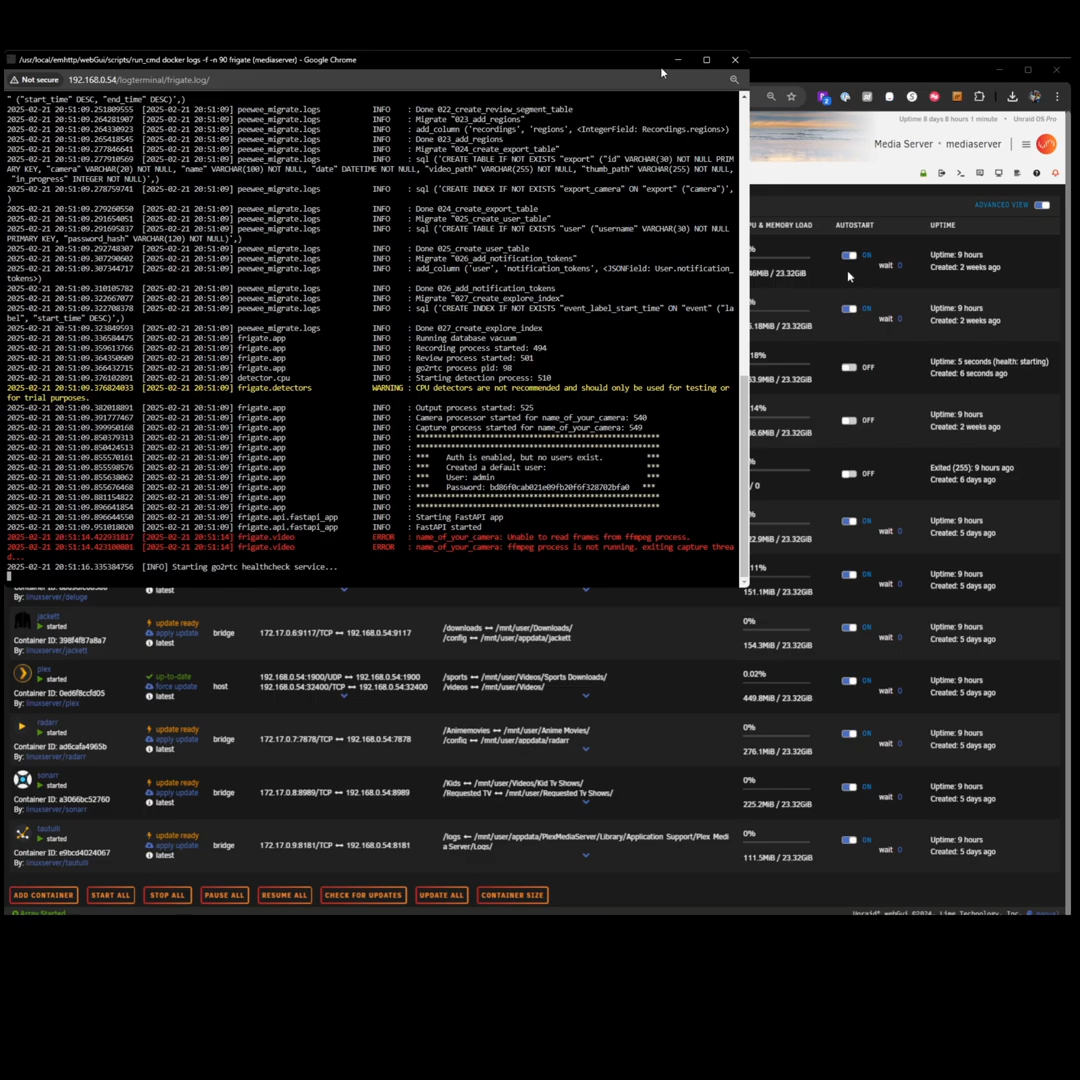 /usr/local/emhttp/webGui/scripts/run_cmd docker logs -f -n 90 frigate (mediaserver) - Google Chrome
Not secure 192.168.0.54/logterminal/frigate.log/
" ("start_time" DESC, "end_time" DESC)',)
2025-02-21 20:51:09.251809555 [2025-02-21 20:51:09] peewee_migrate.logs INFO : Done 022_create_review_segment_table
2025-02-21 20:51:09.264281907 [2025-02-21 20:51:09] peewee_migrate.logs INFO : Migrate "023_add_regions"
2025-02-21 20:51:09.264330923 [2025-02-21 20:51:09] peewee_migrate.logs INFO : add_column ('recordings', 'regions', <IntegerField: Recordings.regions>)
2025-02-21 20:51:09.265418545 [2025-02-21 20:51:09] peewee_migrate.logs INFO : Done 023_add_regions
2025-02-21 20:51:09.277846641 [2025-02-21 20:51:09] peewee_migrate.logs INFO : Migrate "024_create_export_table"
2025-02-21 20:51:09.277910569 [2025-02-21 20:51:09] peewee_migrate.logs INFO : sql ('CREATE TABLE IF NOT EXISTS "export" ("id" VARCHAR(30) NOT NULL PRIM
ARY KEY, "camera" VARCHAR(20) NOT NULL, "name" VARCHAR(100) NOT NULL, "date" DATETIME NOT NULL, "video_path" VARCHAR(255) NOT NULL, "thumb_path" VARCHAR(255) NOT NULL,
"in_progress" INTEGER NOT NULL)',)
2025-02-21 20:51:09.278759741 [2025-02-21 20:51:09] peewee_migrate.logs INFO : sql ('CREATE INDEX IF NOT EXISTS "export_camera" ON "export" ("camera")',
)
2025-02-21 20:51:09.279260550 [2025-02-21 20:51:09] peewee_migrate.logs INFO : Done 024_create_export_table
2025-02-21 20:51:09.291654051 [2025-02-21 20:51:09] peewee_migrate.logs INFO : Migrate "025_create_user_table"
2025-02-21 20:51:09.291695837 [2025-02-21 20:51:09] peewee_migrate.logs INFO : sql ('CREATE TABLE IF NOT EXISTS "user" ("username" VARCHAR(30) NOT NULL
PRIMARY KEY, "password_hash" VARCHAR(120) NOT NULL)',)
2025-02-21 20:51:09.292748307 [2025-02-21 20:51:09] peewee_migrate.logs INFO : Done 025_create_user_table
2025-02-21 20:51:09.307290602 [2025-02-21 20:51:09] peewee_migrate.logs INFO : Migrate "026_add_notification_tokens"
2025-02-21 20:51:09.307344717 [2025-02-21 20:51:09] peewee_migrate.logs INFO : add_column ('user', 'notification_tokens', <JSONField: User.notification_
tokens>)
2025-02-21 20:51:09.310105782 [2025-02-21 20:51:09] peewee_migrate.logs INFO : Done 026_add_notification_tokens
2025-02-21 20:51:09.322667077 [2025-02-21 20:51:09] peewee_migrate.logs INFO : Migrate "027_create_explore_index"
2025-02-21 20:51:09.322708378 [2025-02-21 20:51:09] peewee_migrate.logs INFO : sql ('CREATE INDEX IF NOT EXISTS "event_label_start_time" ON "event" ("la
bel", "start_time" DESC)',)
2025-02-21 20:51:09.323849593 [2025-02-21 20:51:09] peewee_migrate.logs INFO : Done 027_create_explore_index
2025-02-21 20:51:09.336584475 [2025-02-21 20:51:09] frigate.app INFO : Running database vacuum
2025-02-21 20:51:09.359613766 [2025-02-21 20:51:09] frigate.app INFO : Recording process started: 494
2025-02-21 20:51:09.364350609 [2025-02-21 20:51:09] frigate.app INFO : Review process started: 501
2025-02-21 20:51:09.366432715 [2025-02-21 20:51:09] frigate.app INFO : go2rtc process pid: 98
2025-02-21 20:51:09.376102891 [2025-02-21 20:51:09] detector.cpu INFO : Starting detection process: 510
2025-02-21 20:51:09.376824033 [2025-02-21 20:51:09] frigate.detectors WARNING : CPU detectors are not recommended and should only be used for testing or
for trial purposes.
2025-02-21 20:51:09.382018891 [2025-02-21 20:51:09] frigate.app INFO : Output process started: 525
2025-02-21 20:51:09.391777467 [2025-02-21 20:51:09] frigate.app INFO : Camera processor started for name_of_your_camera: 540
2025-02-21 20:51:09.399950168 [2025-02-21 20:51:09] frigate.app INFO : Capture process started for name_of_your_camera: 549
2025-02-21 20:51:09.850379313 [2025-02-21 20:51:09] frigate.app INFO : ********************************************************
2025-02-21 20:51:09.850424513 [2025-02-21 20:51:09] frigate.app INFO : ********************************************************
2025-02-21 20:51:09.855570161 [2025-02-21 20:51:09] frigate.app INFO : *** Auth is enabled, but no users exist. ***
2025-02-21 20:51:09.855598576 [2025-02-21 20:51:09] frigate.app INFO : *** Created a default user: ***
2025-02-21 20:51:09.855638062 [2025-02-21 20:51:09] frigate.app INFO : *** User: admin ***
2025-02-21 20:51:09.855676468 [2025-02-21 20:51:09] frigate.app INFO : *** Password: bd86f0cab021e09fb20f6f328702bfa0 ***
2025-02-21 20:51:09.881154822 [2025-02-21 20:51:09] frigate.app INFO : ********************************************************
2025-02-21 20:51:09.896641854 [2025-02-21 20:51:09] frigate.app INFO : ********************************************************
2025-02-21 20:51:09.896644550 [2025-02-21 20:51:09] frigate.api.fastapi_app INFO : Starting FastAPI app
2025-02-21 20:51:09.951018020 [2025-02-21 20:51:09] frigate.api.fastapi_app INFO : FastAPI started
2025-02-21 20:51:14.422931817 [2025-02-21 20:51:14] frigate.video ERROR : name_of_your_camera: Unable to read frames from ffmpeg process.
2025-02-21 20:51:14.423100801 [2025-02-21 20:51:14] frigate.video ERROR : name_of_your_camera: ffmpeg process is not running. exiting capture threa
d...
2025-02-21 20:51:16.335384756 [INFO] Starting go2rtc healthcheck service...
Uptime 8 days 8 hours 1 minute • Unraid OS Pro
Media Server • mediaserver
ADVANCED VIEW
PU & MEMORY LOAD AUTOSTART UPTIME
% ON Uptime: 9 hours
46MiB / 23.32GiB wait 0 Created: 2 weeks ago
% ON Uptime: 9 hours
5.18MiB / 23.32GiB wait 0 Created: 2 weeks ago
18% OFF Uptime: 5 seconds (health: starting)
53.9MiB / 23.32GiB Created: 6 seconds ago
14% OFF Uptime: 9 hours
36.6MiB / 23.32GiB Created: 2 weeks ago
% OFF Exited (255): 9 hours ago
/ 0 Created: 6 days ago
% ON Uptime: 9 hours
22.9MiB / 23.32GiB wait 0 Created: 5 days ago
11% ON Uptime: 9 hours
151.1MiB / 23.32GiB wait 0 Created: 5 days ago
By: linuxserver/deluge latest
jackett
started update ready
Container ID: 398f4f87a8a7 apply update bridge 172.17.0.6:9117/TCP ↔ 192.168.0.54:9117 /downloads ↔ /mnt/user/Downloads/
/config ↔ /mnt/user/appdata/jackett
By: linuxserver/jackett latest
0% 154.3MiB / 23.32GiB ON wait 0 Uptime: 9 hours
Created: 5 days ago
plex
started up-to-date
Container ID: 0ed6f8ccfd05 force update host 192.168.0.54:1900/UDP ↔ 192.168.0.54:1900 /sports ↔ /mnt/user/Videos/Sports Downloads/
192.168.0.54:32400/TCP ↔ 192.168.0.54:32400 /videos ↔ /mnt/user/Videos/
By: linuxserver/plex latest
0.02% 449.8MiB / 23.32GiB ON wait 0 Uptime: 9 hours
Created: 5 days ago
radarr
started update ready
Container ID: ad6cafa4965b apply update bridge 172.17.0.7:7878/TCP ↔ 192.168.0.54:7878 /Animemovies ↔ /mnt/user/Anime Movies/
/config ↔ /mnt/user/appdata/radarr
By: linuxserver/radarr latest
0% 276.1MiB / 23.32GiB ON wait 0 Uptime: 9 hours
Created: 5 days ago
sonarr
started update ready
Container ID: a3066bc52760 apply update bridge 172.17.0.8:8989/TCP ↔ 192.168.0.54:8989 /Kids ↔ /mnt/user/Videos/Kid Tv Shows/
/Requested TV ↔ /mnt/user/Requested Tv Shows/
By: linuxserver/sonarr latest
0% 225.2MiB / 23.32GiB ON wait 0 Uptime: 9 hours
Created: 5 days ago
tautulli
started update ready
Container ID: e9bcd4024067 apply update bridge 172.17.0.9:8181/TCP ↔ 192.168.0.54:8181 /logs ↔ /mnt/user/appdata/PlexMediaServer/Library/Application Support/Plex Medi
a Server/Logs/
By: linuxserver/tautulli latest
0% 111.5MiB / 23.32GiB ON wait 0 Uptime: 9 hours
Created: 5 days ago
ADD CONTAINER START ALL STOP ALL PAUSE ALL RESUME ALL CHECK FOR UPDATES UPDATE ALL CONTAINER SIZE
Array Started Unraid® webGui ©2024, Lime Technology, Inc. manual